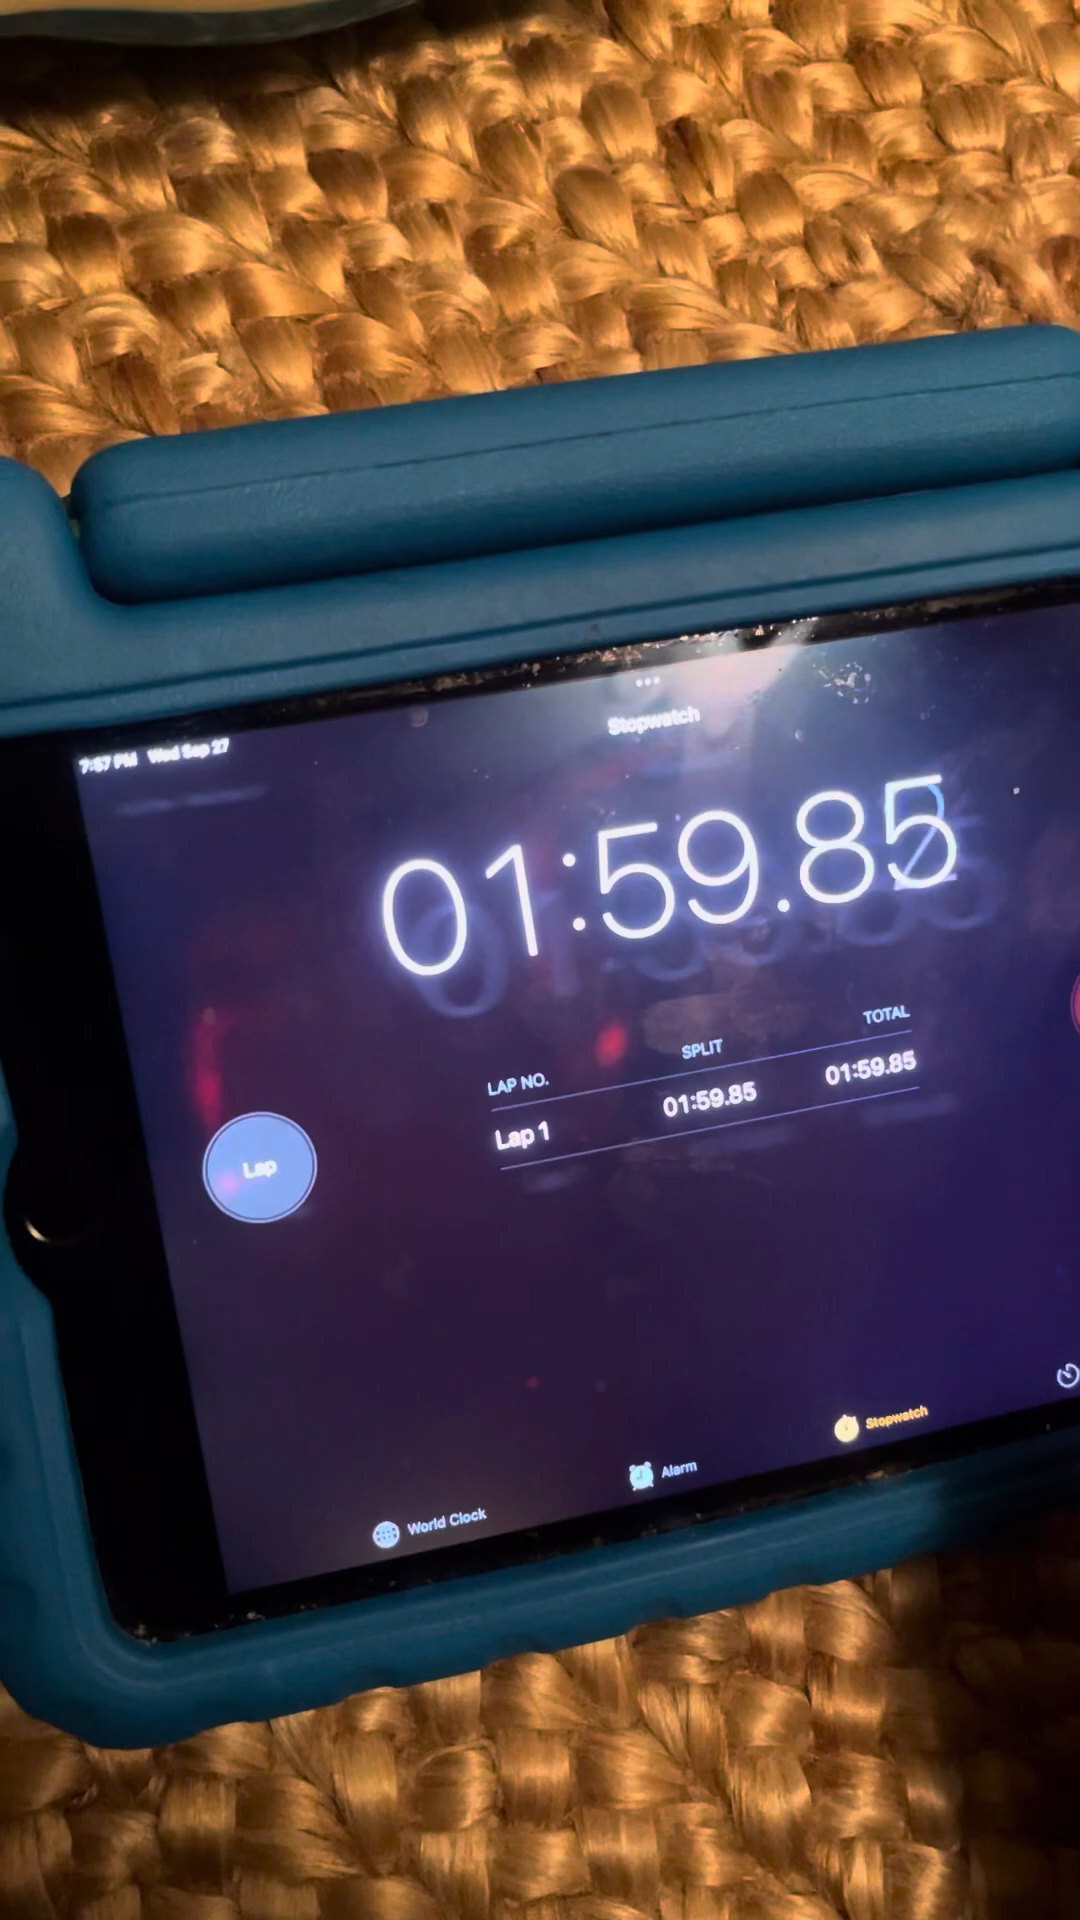 7:57 PM Wed Sep 27
Stopwatch
01:59.85
LAP NO. SPLIT TOTAL
Lap 1 01:59.85 01:59.85
Lap
World Clock Alarm Stopwatch